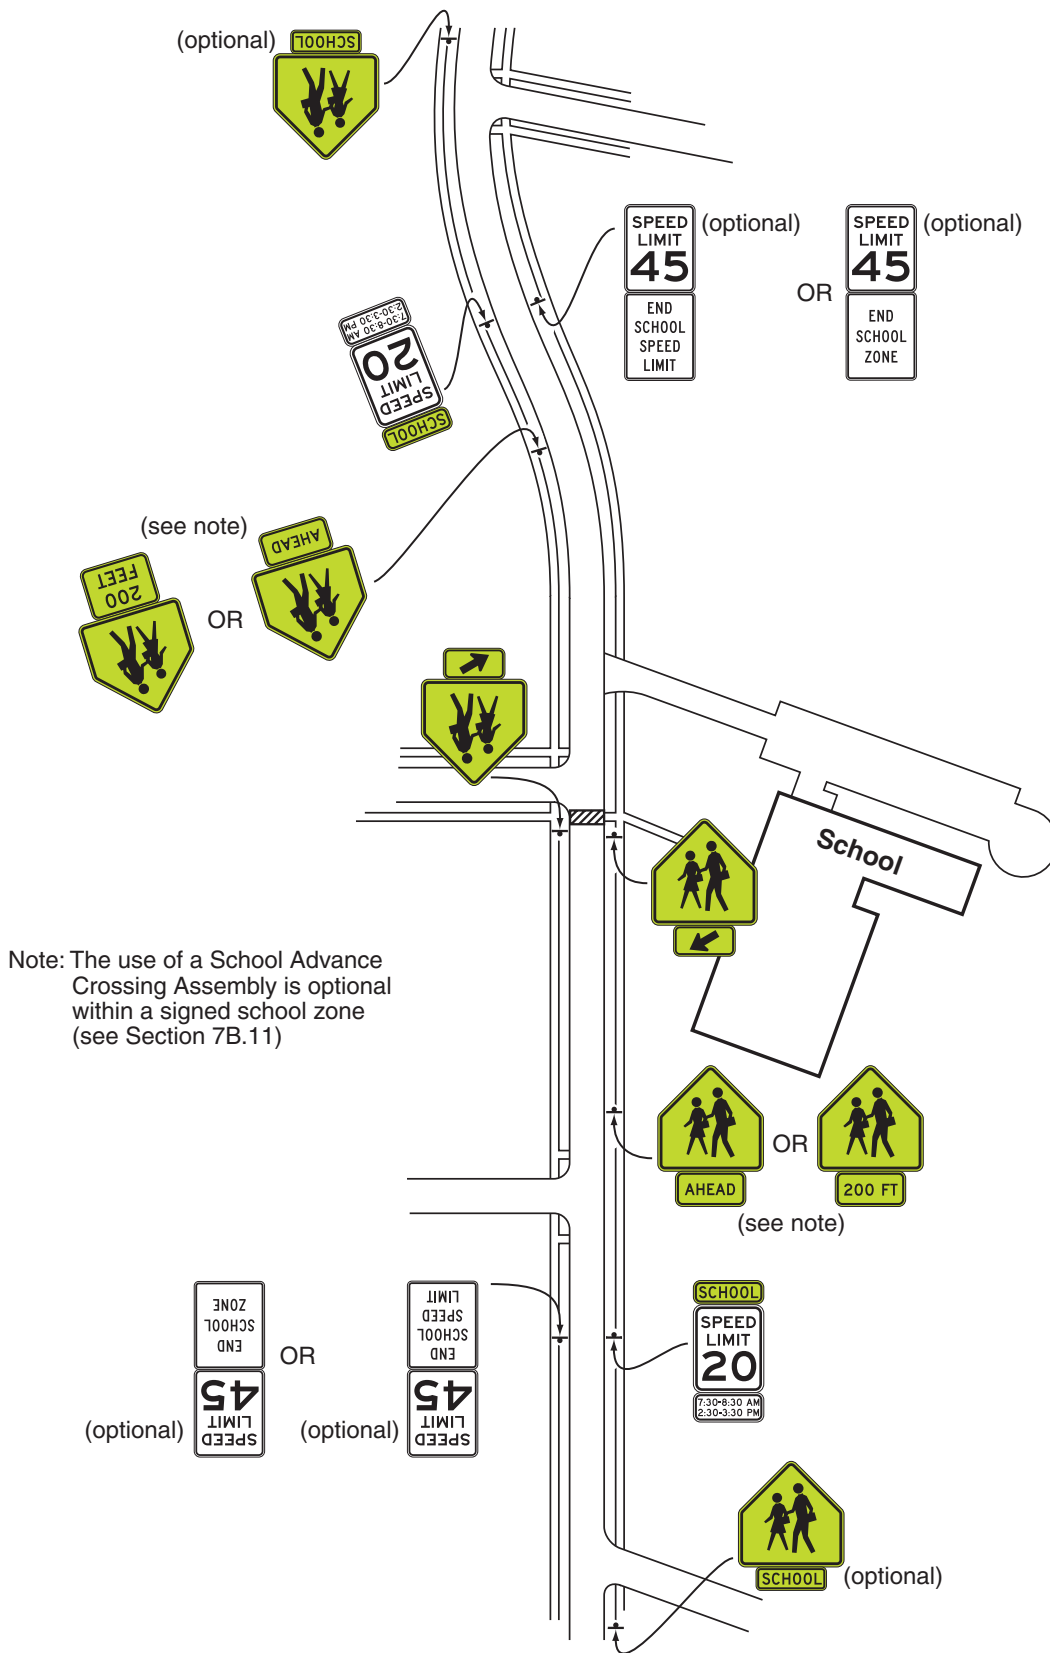 (optional)
SCHOOL
SPEED
LIMIT
45
(optional)
END
SCHOOL
SPEED
LIMIT
OR
SPEED
LIMIT
45
(optional)
END
SCHOOL
ZONE
SCHOOL
SPEED
LIMIT
20
7:30-8:30 AM
2:30-3:30 PM
(see note)
200
FEET
OR
AHEAD
School
Note: The use of a School Advance
Crossing Assembly is optional
within a signed school zone
(see Section 7B.11)
AHEAD
OR
200 FT
(see note)
SPEED
LIMIT
45
END
SCHOOL
ZONE
(optional)
OR
SPEED
LIMIT
45
END
SCHOOL
SPEED
LIMIT
(optional)
SCHOOL
SPEED
LIMIT
20
7:30-8:30 AM
2:30-3:30 PM
SCHOOL
(optional)